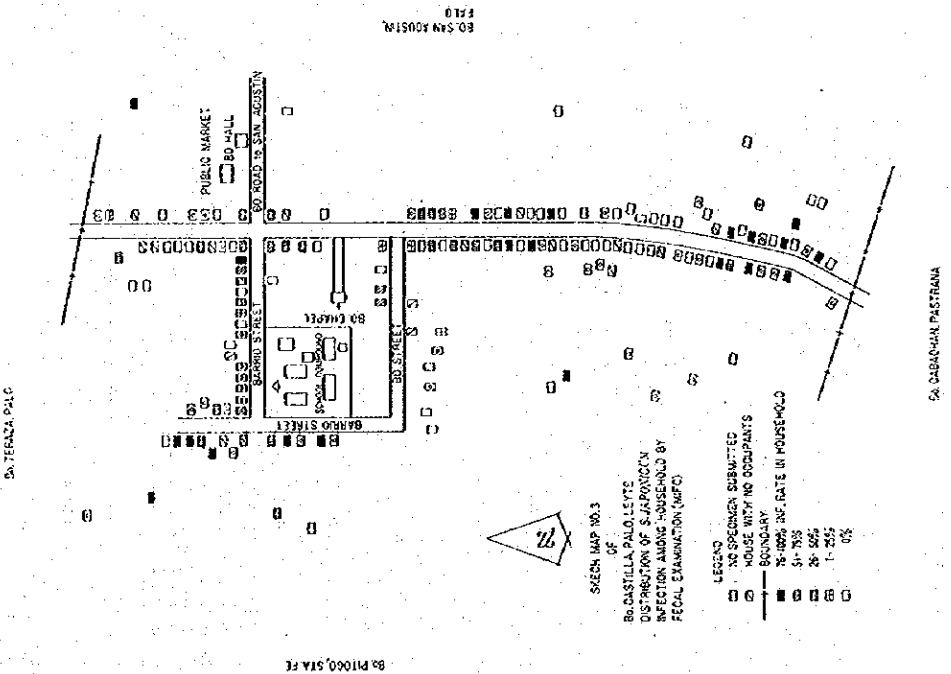 BO. SAN AGUSTIN,
PALO
Bo. TERAZA, PALO
PUBLIC MARKET
BO HALL
BO ROAD to SAN AGUSTIN
BARRIO STREET
BO. CHAPEL
SCHOOL COMPOUND
BO STREET
BARRIO STREET
Bo. PITOGO, STA. FE
Bo. CABAOHAN, PASTRANA
SKECH MAP NO.3
OF
Bo. CASTILLA, PALO, LEYTE
DISTRIBUTION OF S. JAPONICUM
INFECTION AMONG HOUSEHOLD BY
FECAL EXAMINATION (MIFC)
LEGEND
NO SPECIMEN SUBMITTED
HOUSE WITH NO OCCUPANTS
BOUNDARY
76-100% INF. RATE IN HOUSEHOLD
51-75%
26-50%
1-25%
0%